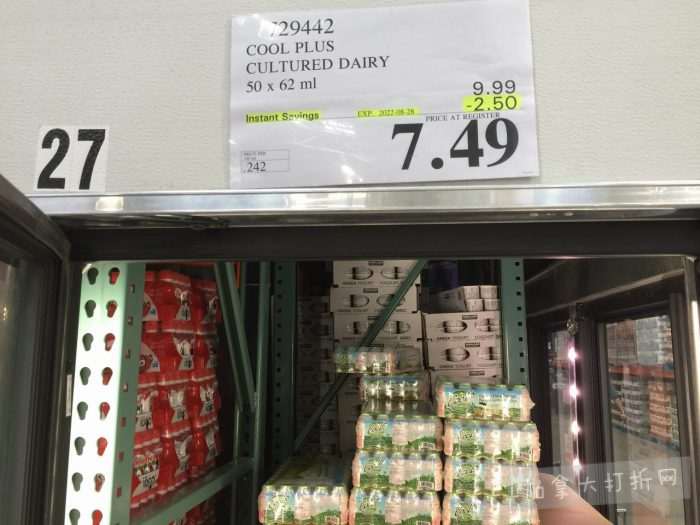 729442
COOL PLUS
CULTURED DAIRY
50 x 62 ml
9.99
-2.50
Instant Savings EXP. 2022-08-28
PRICE AT REGISTER
7.49
242
27
加拿大打折网